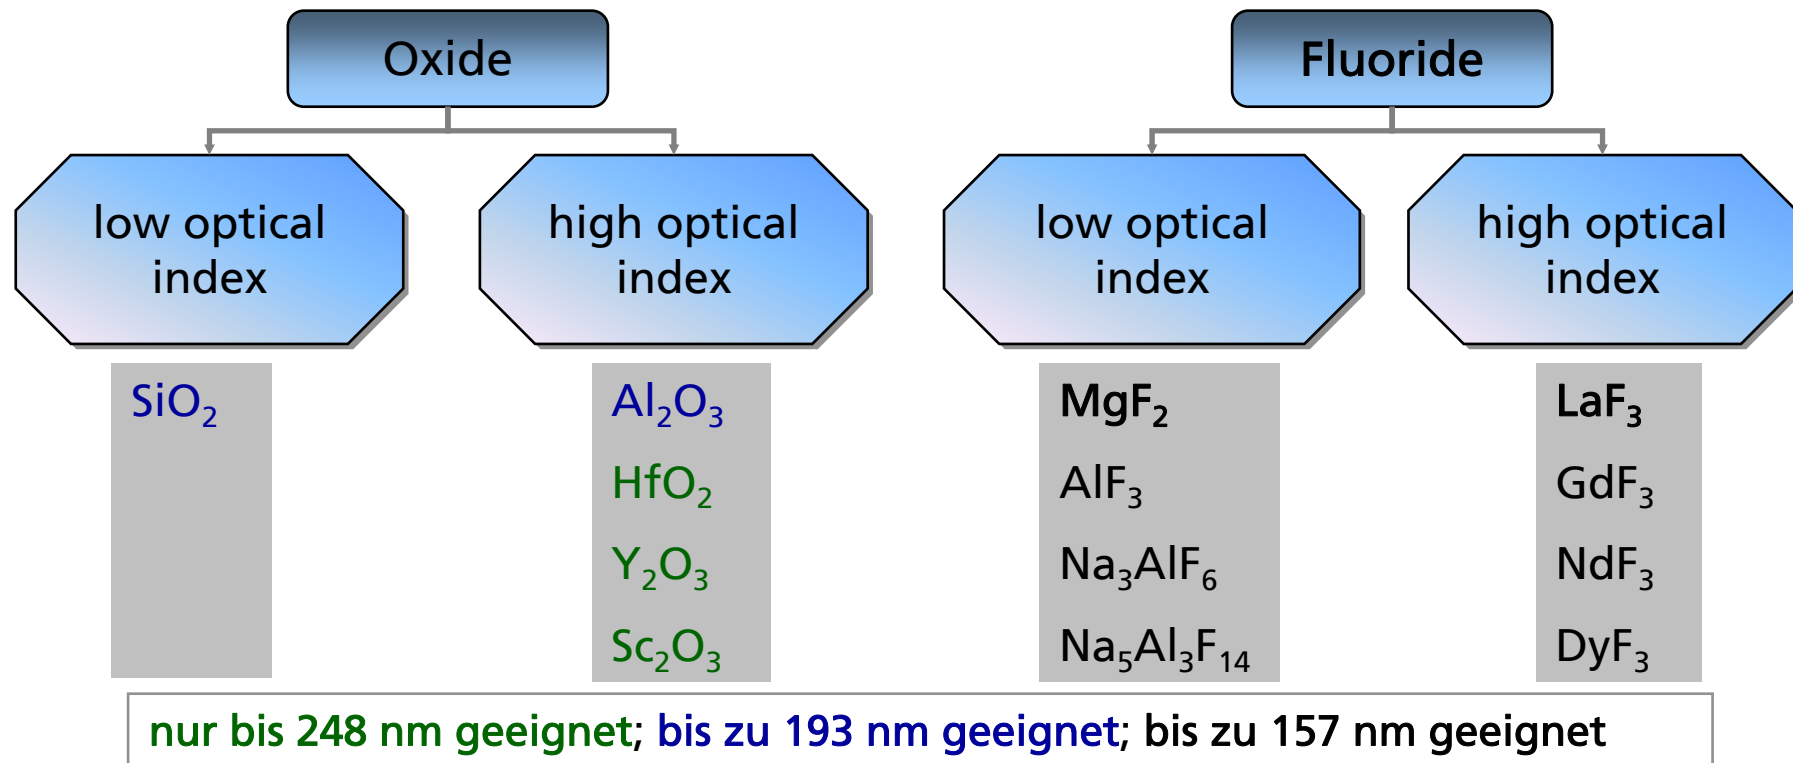 Oxide
Fluoride
low optical
index
high optical
index
low optical
index
high optical
index
SiO₂
Al₂O₃
HfO₂
Y₂O₃
Sc₂O₃
MgF₂
AlF₃
Na₃AlF₆
Na₅Al₃F₁₄
LaF₃
GdF₃
NdF₃
DyF₃
nur bis 248 nm geeignet; bis zu 193 nm geeignet; bis zu 157 nm geeignet